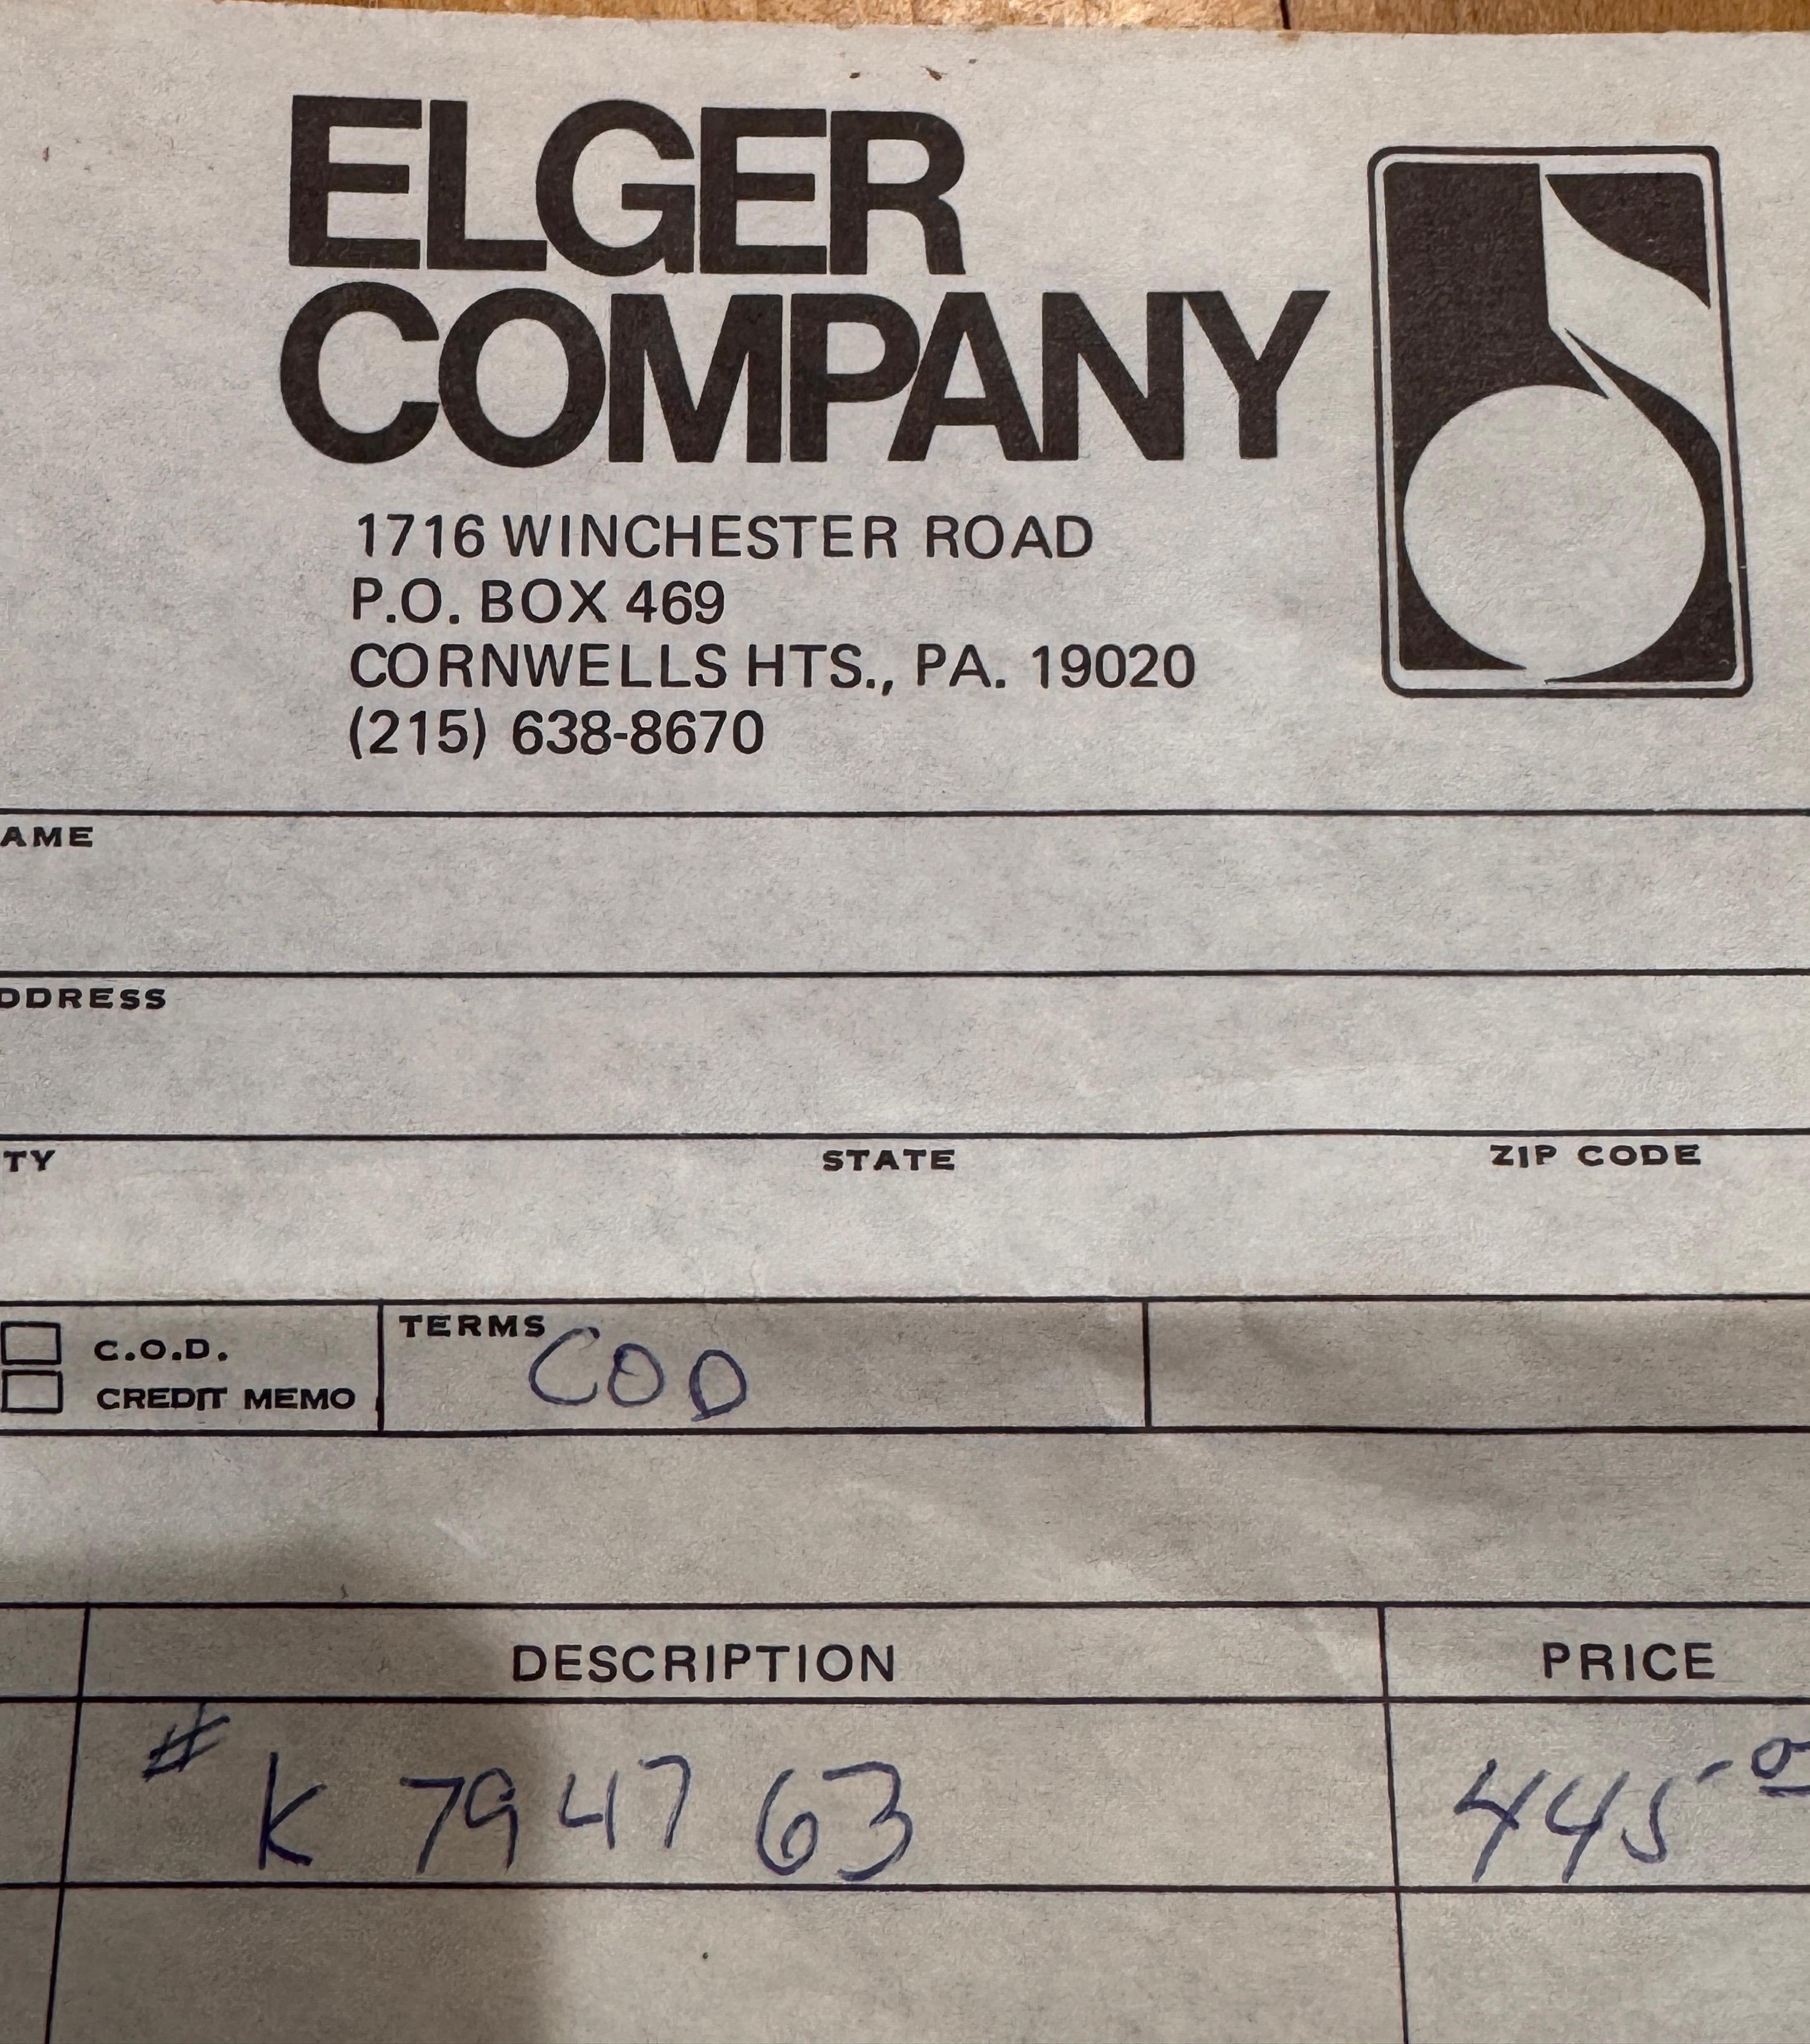 ELGER
COMPANY
1716 WINCHESTER ROAD
P.O. BOX 469
CORNWELLS HTS., PA. 19020
(215) 638-8670
AME
DDRESS
TY STATE ZIP CODE
C.O.D.
CREDIT MEMO
TERMS COD
DESCRIPTION PRICE
# K 794763 445